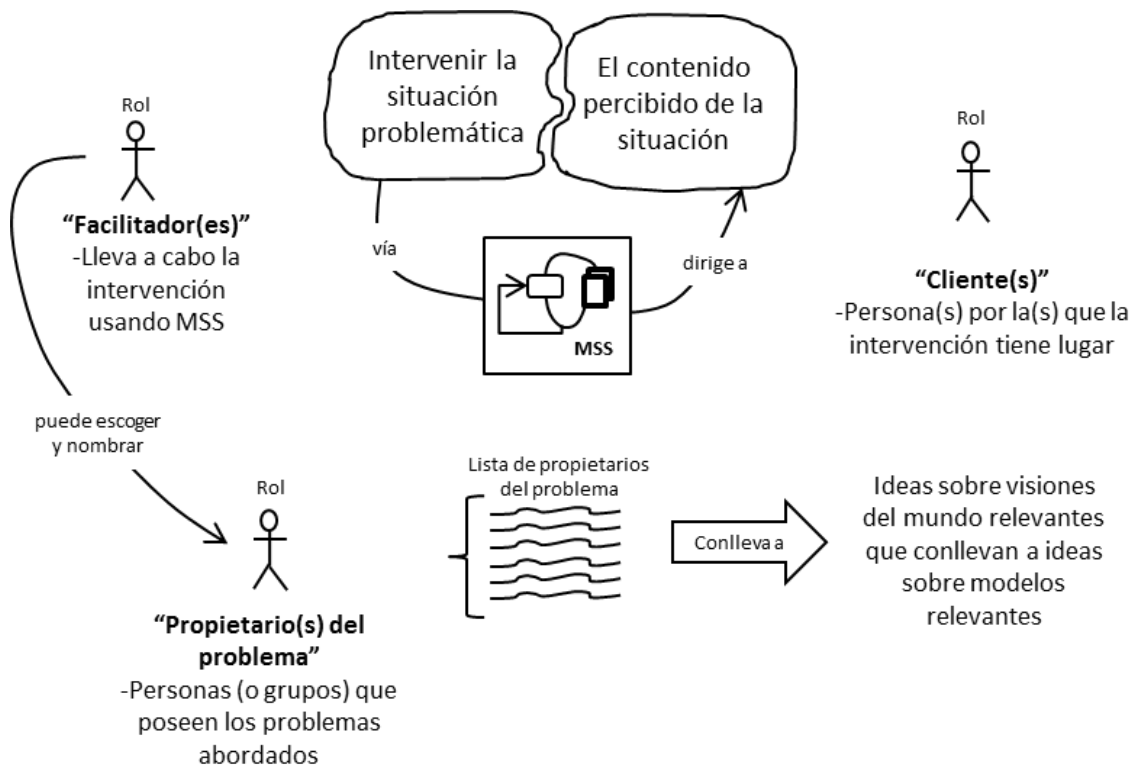 Rol
“Facilitador(es)”
-Lleva a cabo la
intervención
usando MSS
Intervenir la
situación
problemática
El contenido
percibido de la
situación
vía
MSS
dirige a
Rol
“Cliente(s)”
-Persona(s) por la(s) que la
intervención tiene lugar
puede escoger
y nombrar
Rol
“Propietario(s) del
problema”
-Personas (o grupos) que
poseen los problemas
abordados
Lista de propietarios
del problema
Conlleva a
Ideas sobre visiones
del mundo relevantes
que conllevan a ideas
sobre modelos
relevantes